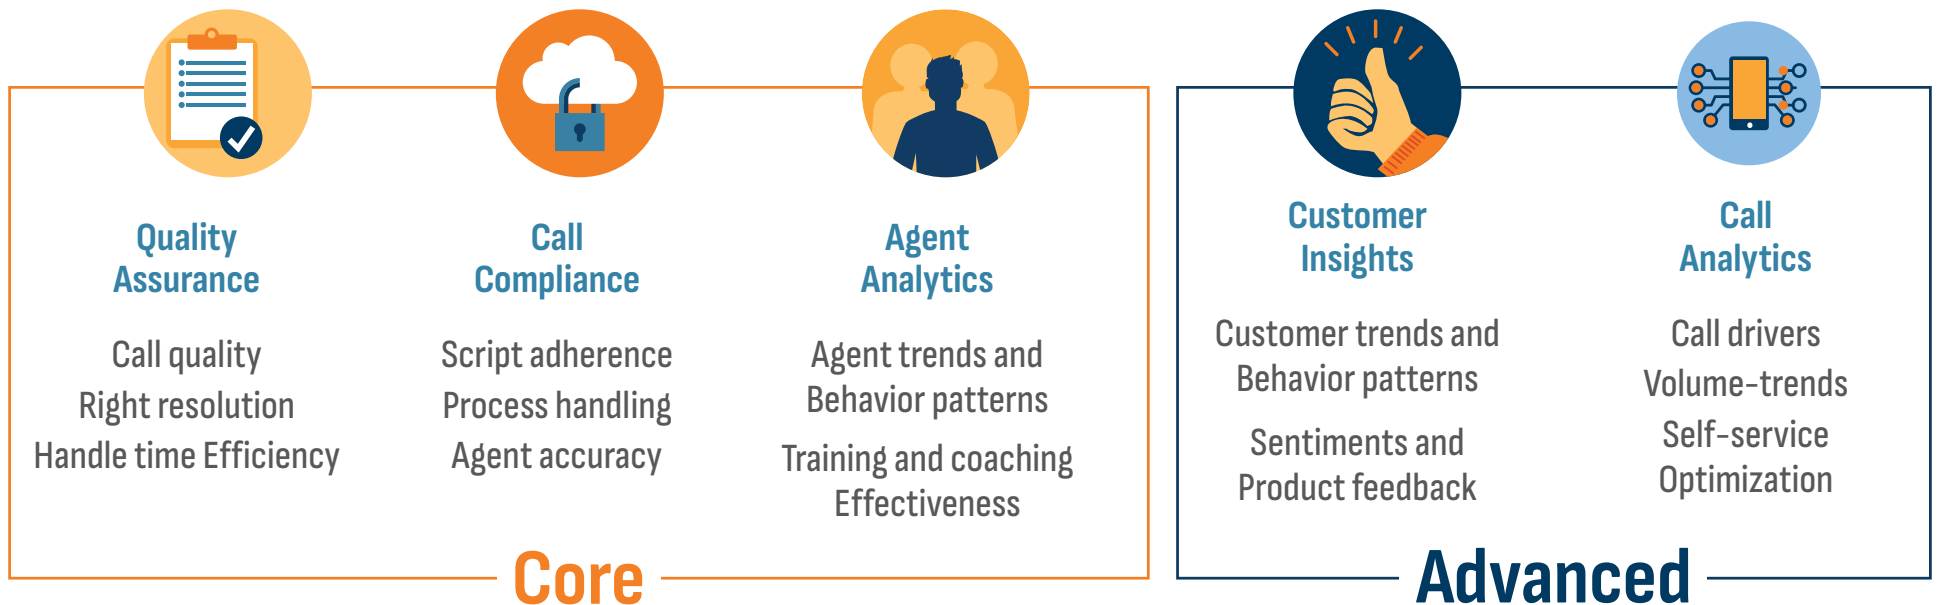 Quality
Assurance
Call quality
Right resolution
Handle time Efficiency
Call
Compliance
Script adherence
Process handling
Agent accuracy
Agent
Analytics
Agent trends and
Behavior patterns
Training and coaching
Effectiveness
Core
Customer
Insights
Customer trends and
Behavior patterns
Sentiments and
Product feedback
Call
Analytics
Call drivers
Volume-trends
Self-service
Optimization
Advanced